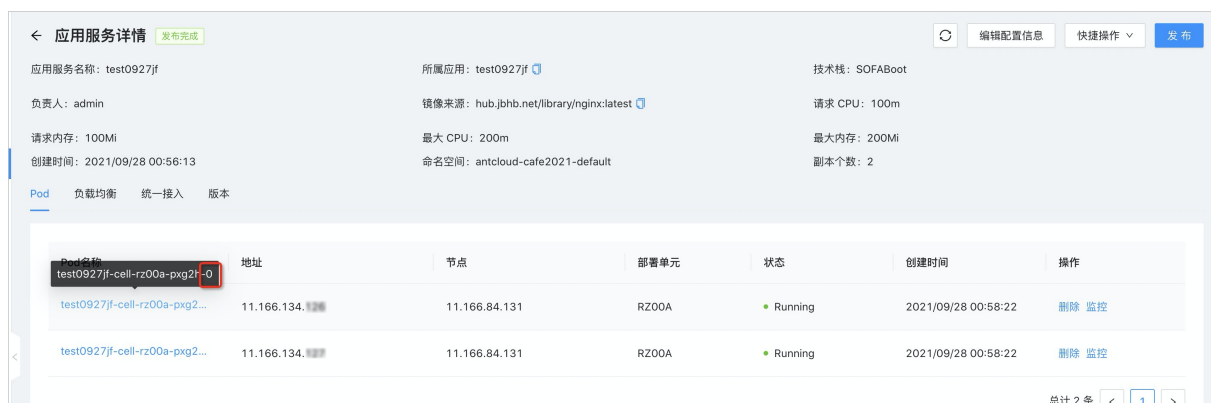 ← 应用服务详情 发布完成 编辑配置信息 快捷操作 发布
应用服务名称：test0927jf 所属应用：test0927jf 技术栈：SOFABoot
负责人：admin 镜像来源：hub.jbhb.net/library/nginx:latest 请求 CPU：100m
请求内存：100Mi 最大 CPU：200m 最大内存：200Mi
创建时间：2021/09/28 00:56:13 命名空间：antcloud-cafe2021-default 副本个数：2
Pod 负载均衡 统一接入 版本
Pod名称 地址 节点 部署单元 状态 创建时间 操作
test0927jf-cell-rz00a-pxg2h-0
test0927jf-cell-rz00a-pxg2... 11.166.134. 11.166.84.131 RZ00A Running 2021/09/28 00:58:22 删除 监控
test0927jf-cell-rz00a-pxg2... 11.166.134. 11.166.84.131 RZ00A Running 2021/09/28 00:58:22 删除 监控
总计 2 条 < 1 >